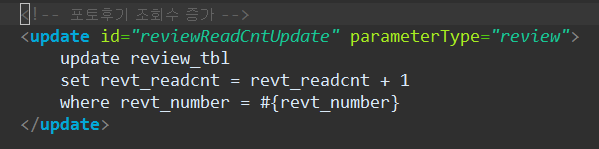 <!-- 포토후기 조회수 증가 -->
<update id="reviewReadCntUpdate" parameterType="review">
update review_tbl
set revt_readcnt = revt_readcnt + 1
where revt_number = #{revt_number}
</update>